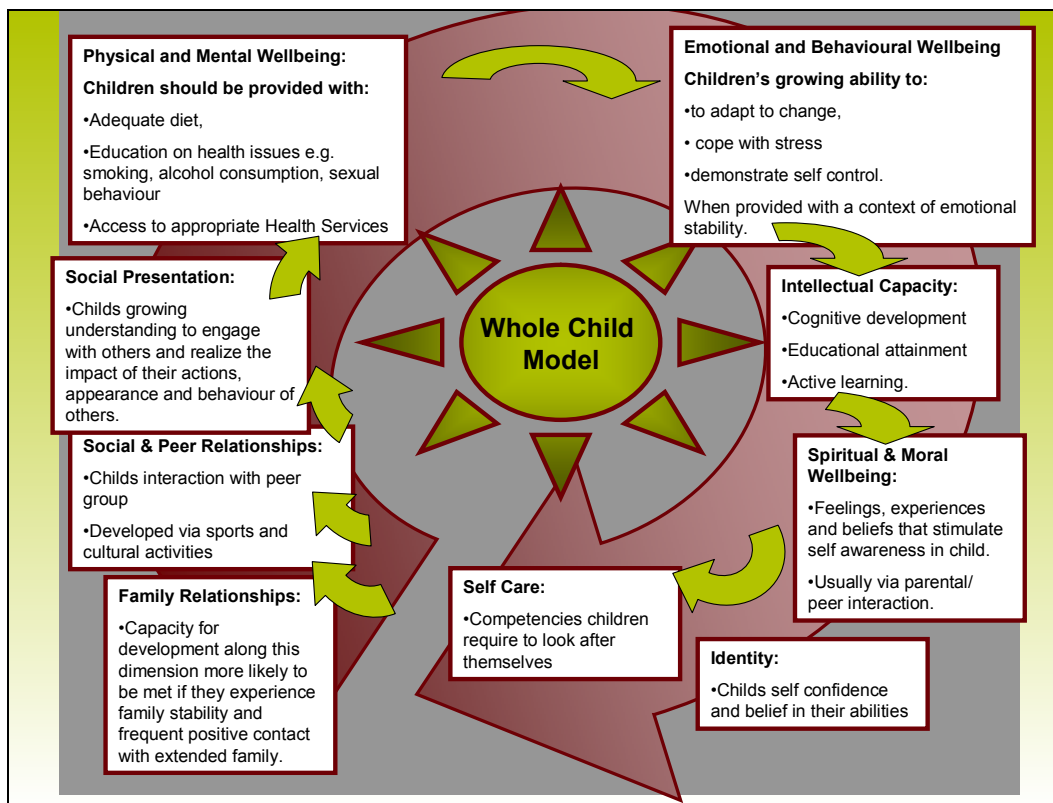 Physical and Mental Wellbeing:
Children should be provided with:
•Adequate diet,
•Education on health issues e.g.
smoking, alcohol consumption, sexual
behaviour
•Access to appropriate Health Services
Emotional and Behavioural Wellbeing
Children's growing ability to:
•to adapt to change,
• cope with stress
•demonstrate self control.
When provided with a context of emotional
stability.
Intellectual Capacity:
•Cognitive development
•Educational attainment
•Active learning.
Spiritual & Moral
Wellbeing:
•Feelings, experiences
and beliefs that stimulate
self awareness in child.
•Usually via parental/
peer interaction.
Identity:
•Childs self confidence
and belief in their abilities
Self Care:
•Competencies children
require to look after
themselves
Family Relationships:
•Capacity for
development along this
dimension more likely to
be met if they experience
family stability and
frequent positive contact
with extended family.
Social & Peer Relationships:
•Childs interaction with peer
group
•Developed via sports and
cultural activities
Social Presentation:
•Childs growing
understanding to engage
with others and realize the
impact of their actions,
appearance and behaviour of
others.
Whole Child
Model